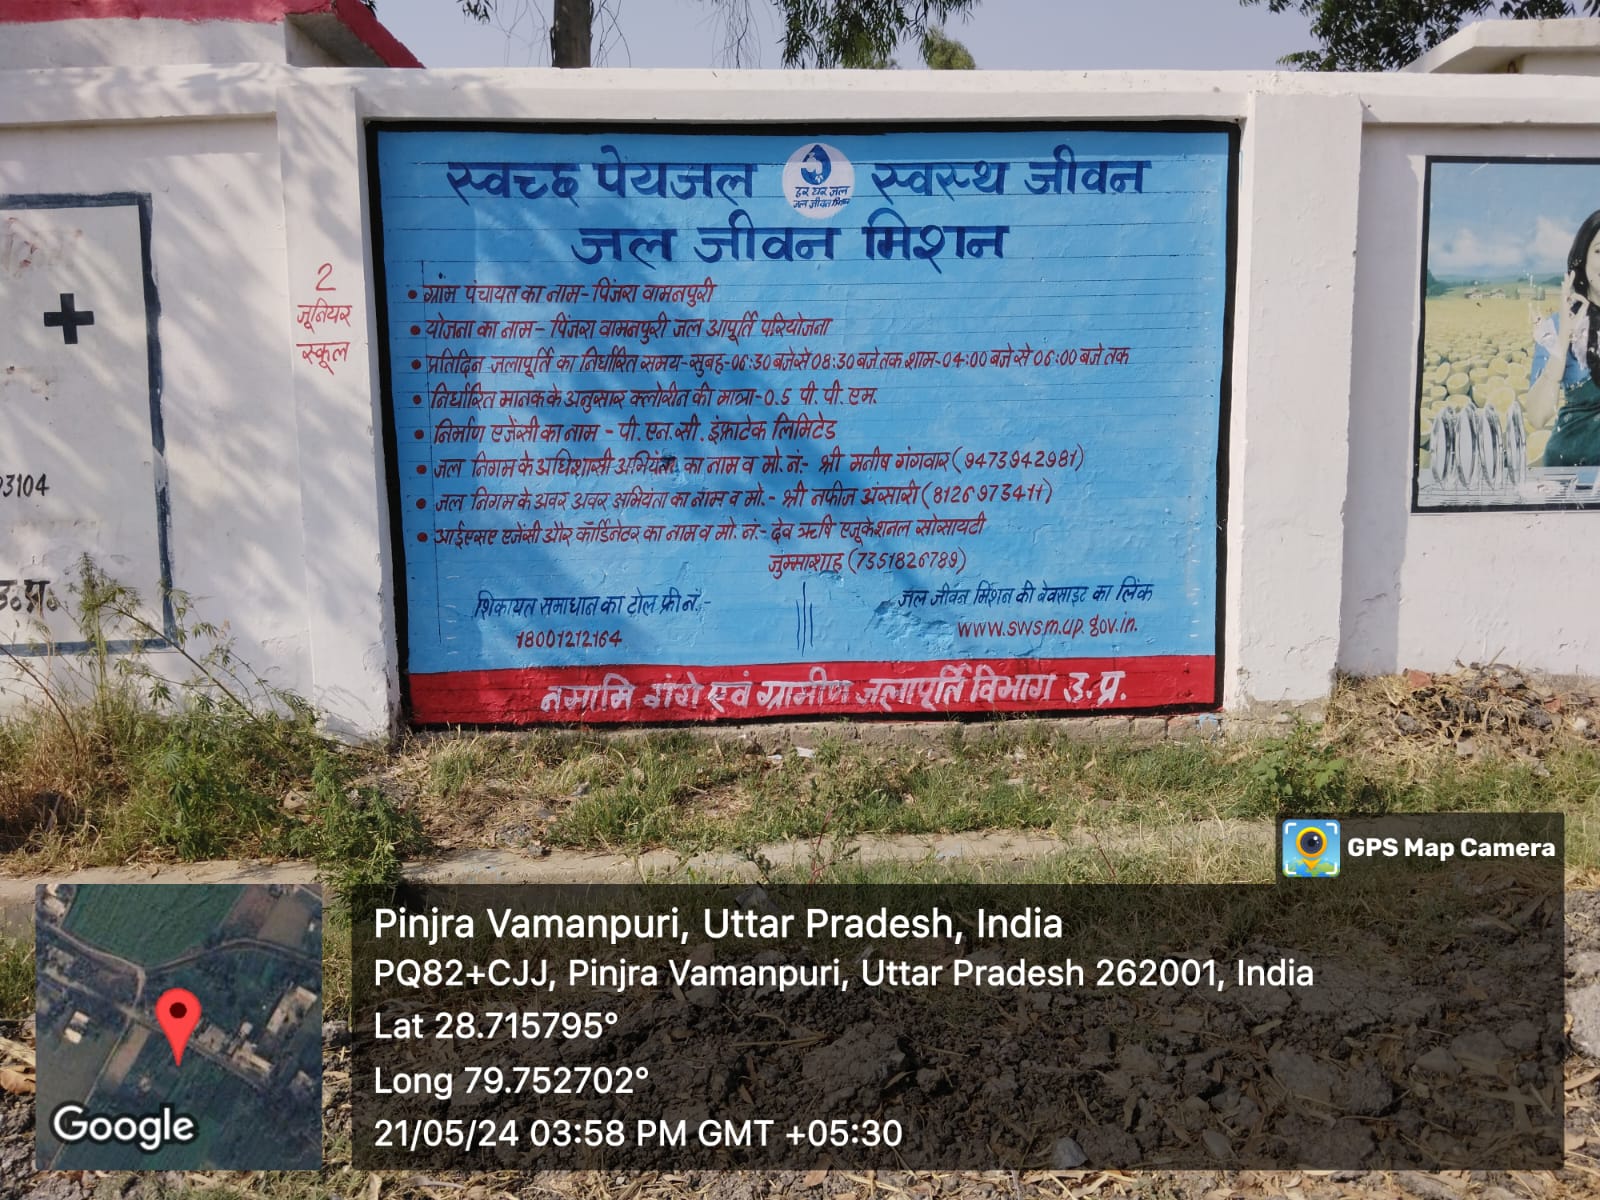 स्वच्छ पेयजल
हर घर जल
जल जीवन मिशन
स्वस्थ जीवन
जल जीवन मिशन
• ग्राम पंचायत का नाम- पिंजरा वामनपुरी
• योजना का नाम- पिंजरा वामनपुरी जल आपूर्ति परियोजना
• प्रतिदिन जलापूर्ति का निर्धारित समय-सुबह-06:30 बजे से 08:30 बजे तक शाम-04:00 बजे से 06:00 बजे तक
• निर्धारित मानक के अनुसार क्लोरीन की मात्रा-0.5 पी. पी. एम.
• निर्माण एजेंसी का नाम - पी. एन. सी. इंफ्राटेक लिमिटेड
• जल निगम के अधिशासी अभियंता का नाम व मो. नं:- श्री मनीष गंगवार (9473942981)
• जल निगम के अवर अवर अभियंता का नाम व मो. - श्री नफीज अंसारी (8126973411)
• आईएसए एजेंसी और कॉर्डिनेटर का नाम व मो. नं:- देव ऋषि एजूकेशनल सोसायटी
जुम्माशाह (7351826789)
शिकायत समाधान का टोल फ्री नं.:-
18001212164
जल जीवन मिशन की वेबसाइट का लिंक
www.swsm.up.gov.in.
नमामि गंगे एवं ग्रामीण जलापूर्ति विभाग उ. प्र.
2
जूनियर
स्कूल
3104
उ॰प्र॰
GPS Map Camera
Pinjra Vamanpuri, Uttar Pradesh, India
PQ82+CJJ, Pinjra Vamanpuri, Uttar Pradesh 262001, India
Lat 28.715795°
Long 79.752702°
21/05/24 03:58 PM GMT +05:30
Google